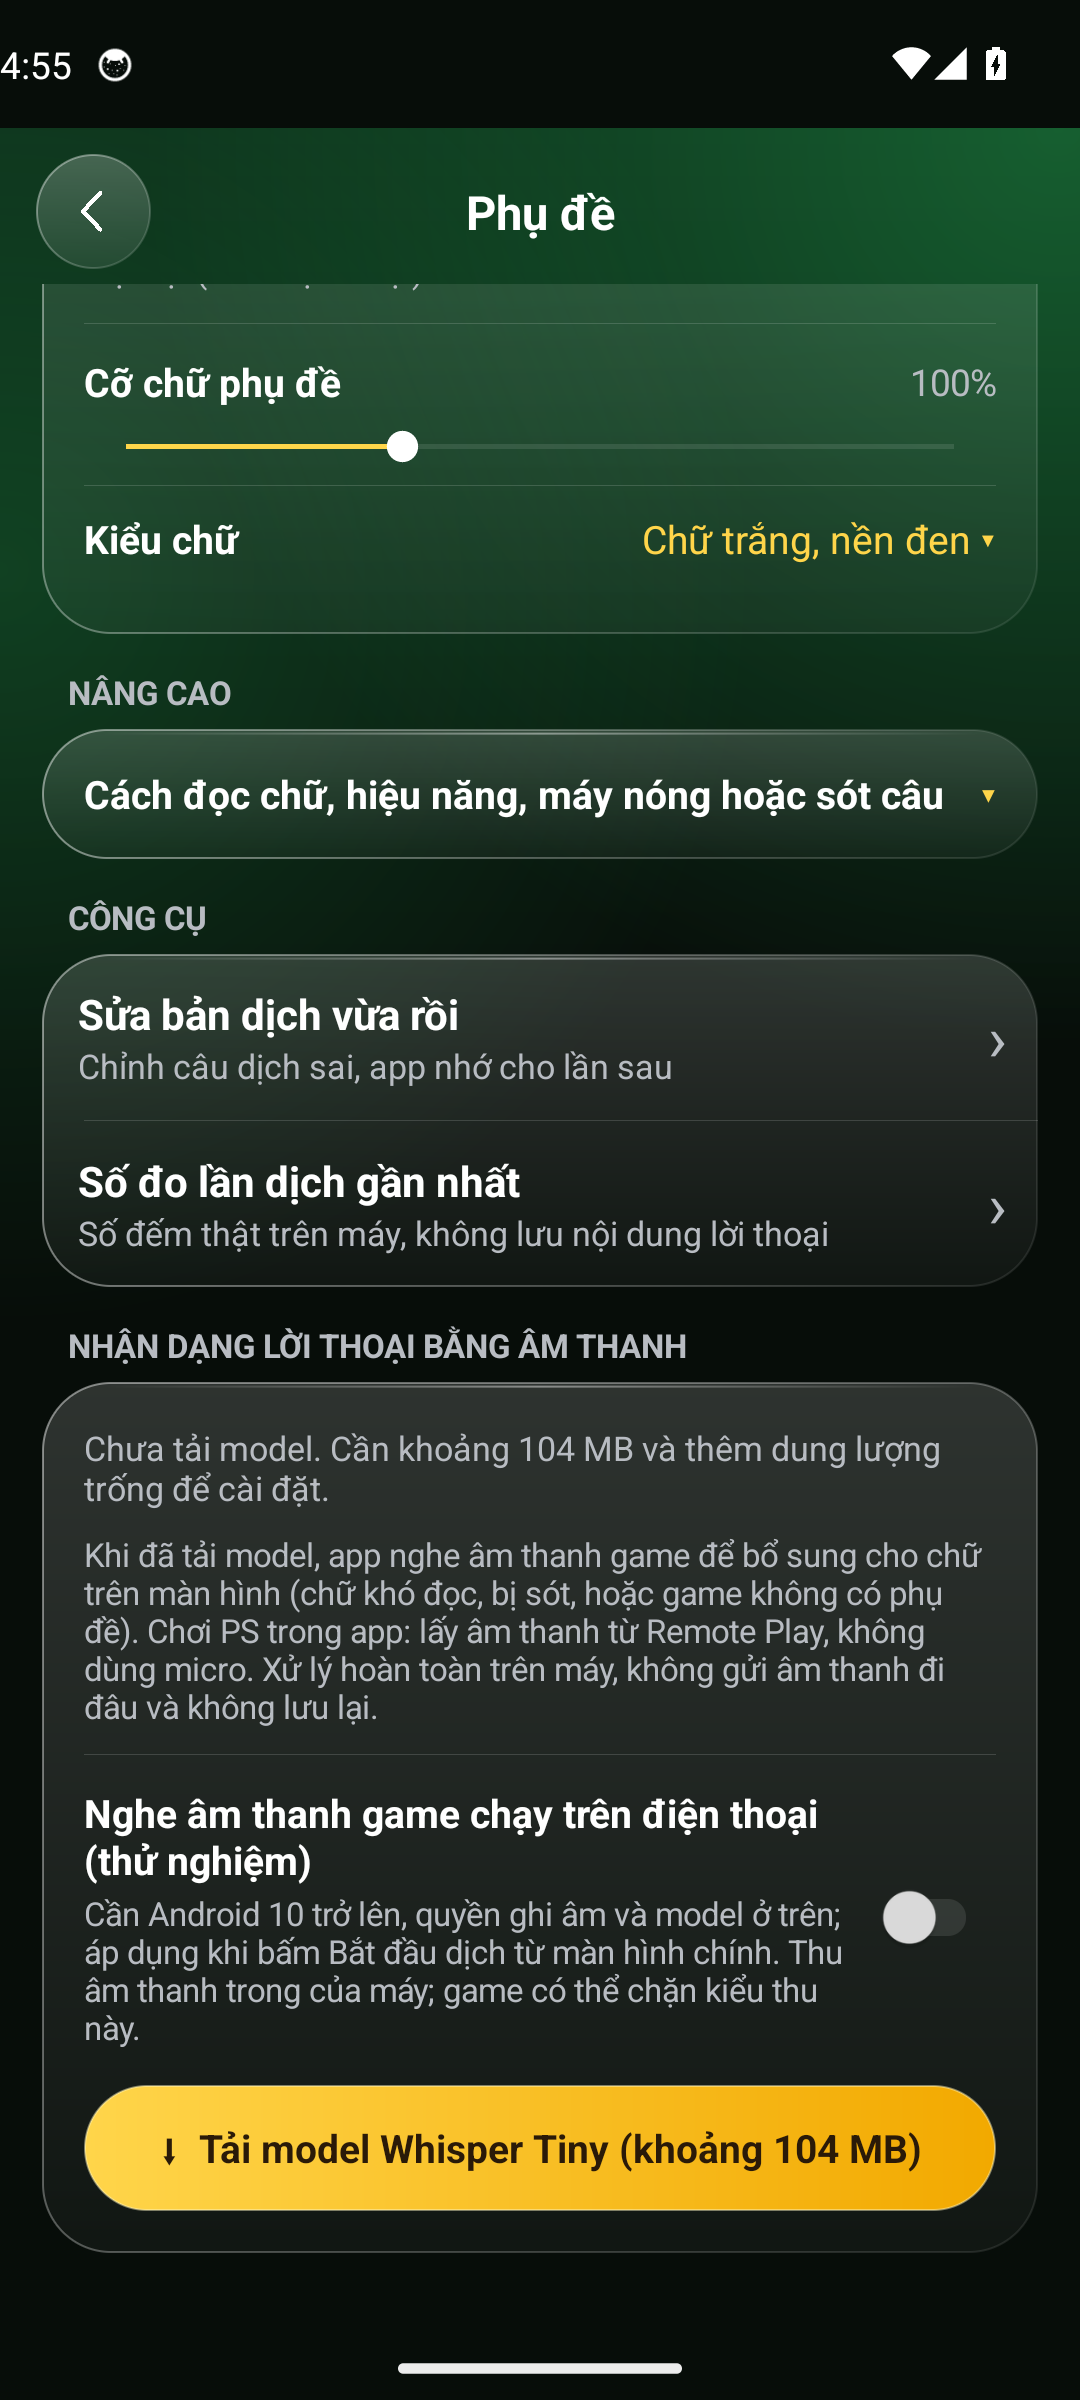 4:55
Phụ đề
Cỡ chữ phụ đề
100%
Kiểu chữ
Chữ trắng, nền đen ▾
NÂNG CAO
Cách đọc chữ, hiệu năng, máy nóng hoặc sót câu ▾
CÔNG CỤ
Sửa bản dịch vừa rồi
Chỉnh câu dịch sai, app nhớ cho lần sau
Số đo lần dịch gần nhất
Số đếm thật trên máy, không lưu nội dung lời thoại
NHẬN DẠNG LỜI THOẠI BẰNG ÂM THANH
Chưa tải model. Cần khoảng 104 MB và thêm dung lượng
trống để cài đặt.
Khi đã tải model, app nghe âm thanh game để bổ sung cho chữ
trên màn hình (chữ khó đọc, bị sót, hoặc game không có phụ
đề). Chơi PS trong app: lấy âm thanh từ Remote Play, không
dùng micro. Xử lý hoàn toàn trên máy, không gửi âm thanh đi
đâu và không lưu lại.
Nghe âm thanh game chạy trên điện thoại
(thử nghiệm)
Cần Android 10 trở lên, quyền ghi âm và model ở trên;
áp dụng khi bấm Bắt đầu dịch từ màn hình chính. Thu
âm thanh trong của máy; game có thể chặn kiểu thu
này.
⭣ Tải model Whisper Tiny (khoảng 104 MB)